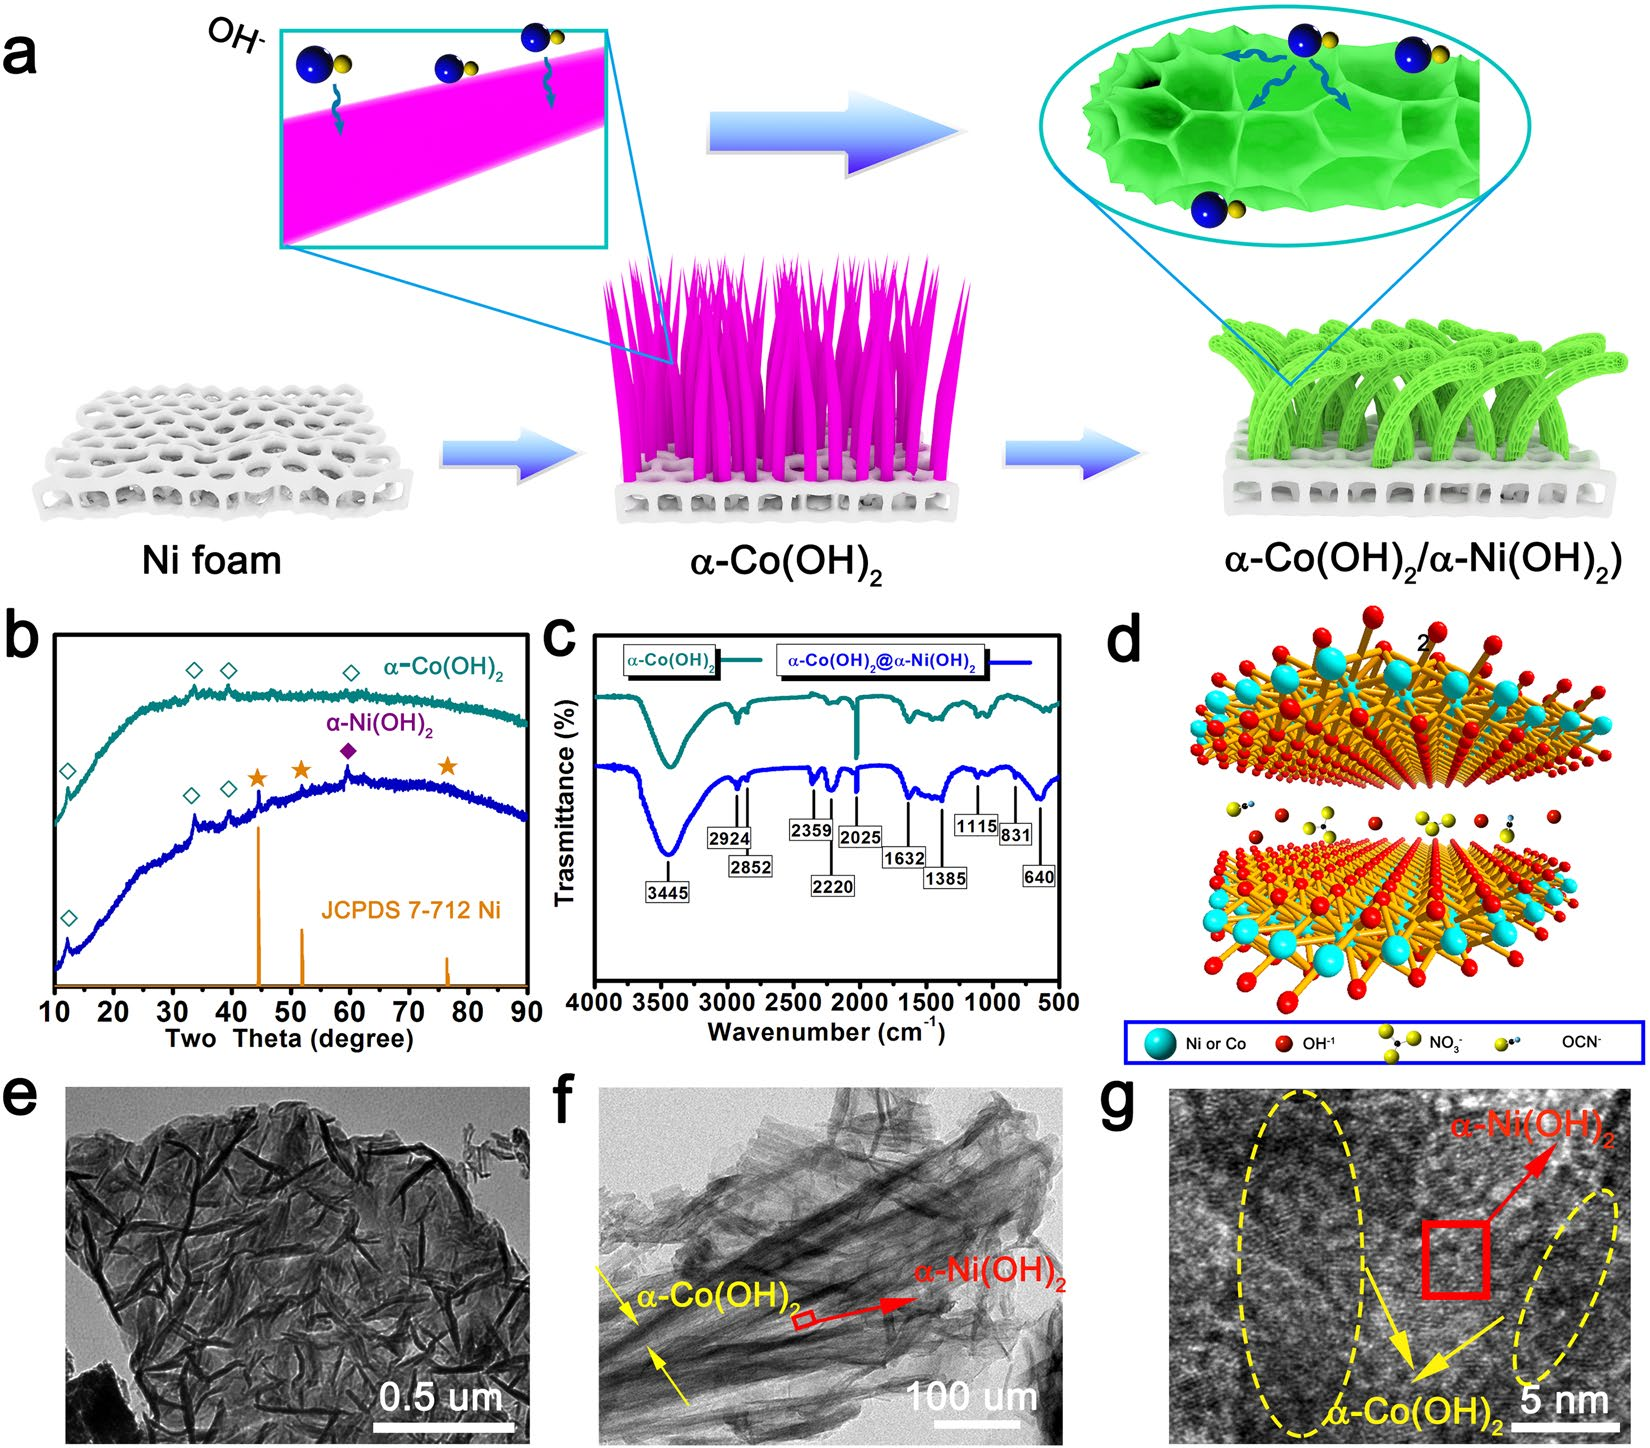 a
OH-
Ni foam
α-Co(OH)2
α-Co(OH)2/α-Ni(OH)2)
b
α-Co(OH)2
α-Ni(OH)2
JCPDS 7-712 Ni
10 20 30 40 50 60 70 80 90
Two Theta (degree)
c
α-Co(OH)2
α-Co(OH)2@α-Ni(OH)2
Trasmittance (%)
2924
2359
2025
1115
831
2852
1632
3445
2220
1385
640
4000 3500 3000 2500 2000 1500 1000 500
Wavenumber (cm-1)
d
2
Ni or Co
OH-1
NO3-
OCN-
e
0.5 um
f
α-Co(OH)2
α-Ni(OH)2
100 um
g
α-Ni(OH)2
α-Co(OH)2
5 nm